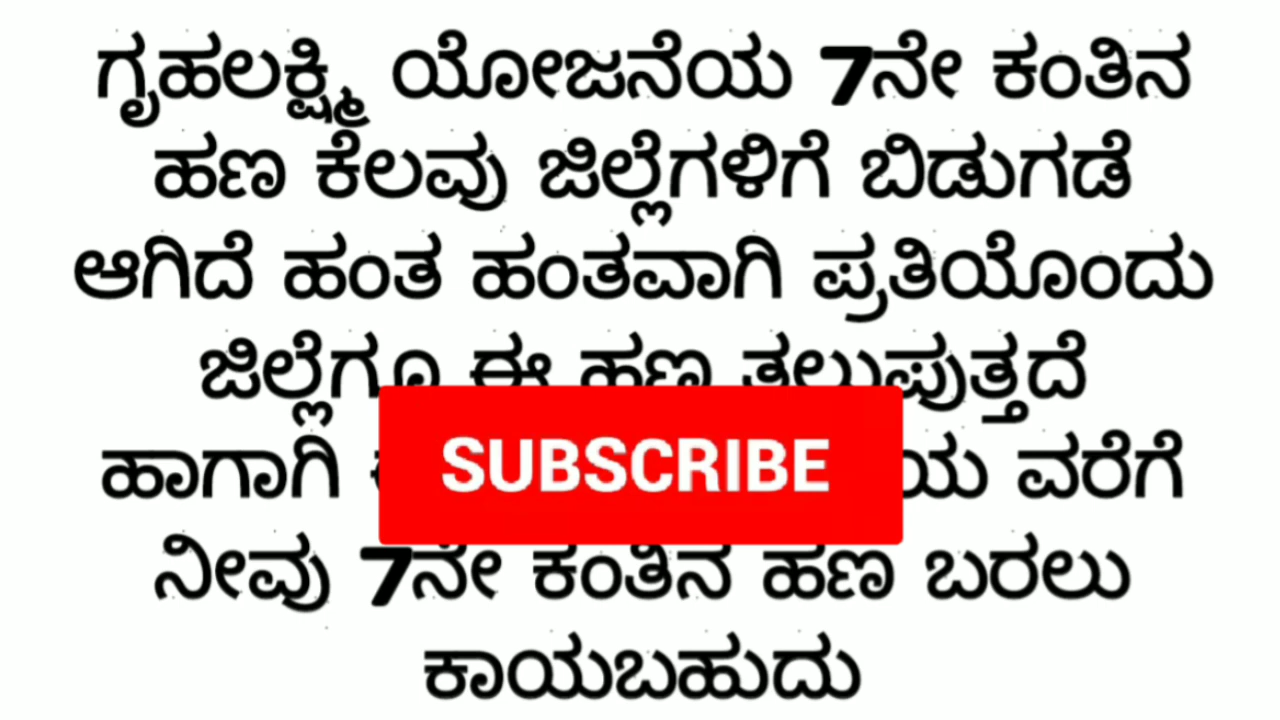 ಗೃಹಲಕ್ಷ್ಮಿ ಯೋಜನೆಯ 7ನೇ ಕಂತಿನ
ಹಣ ಕೆಲವು ಜಿಲ್ಲೆಗಳಿಗೆ ಬಿಡುಗಡೆ
ಆಗಿದೆ ಹಂತ ಹಂತವಾಗಿ ಪ್ರತಿಯೊಂದು
ಜಿಲ್ಲೆಗೂ ಈ ಹಣ ತಲುಪುತ್ತದೆ
ಹಾಗಾಗಿ ವರೆಗೆ
SUBSCRIBE
ನೀವು 7ನೇ ಕಂತಿನ ಹಣ ಬರಲು
ಕಾಯಬಹುದು